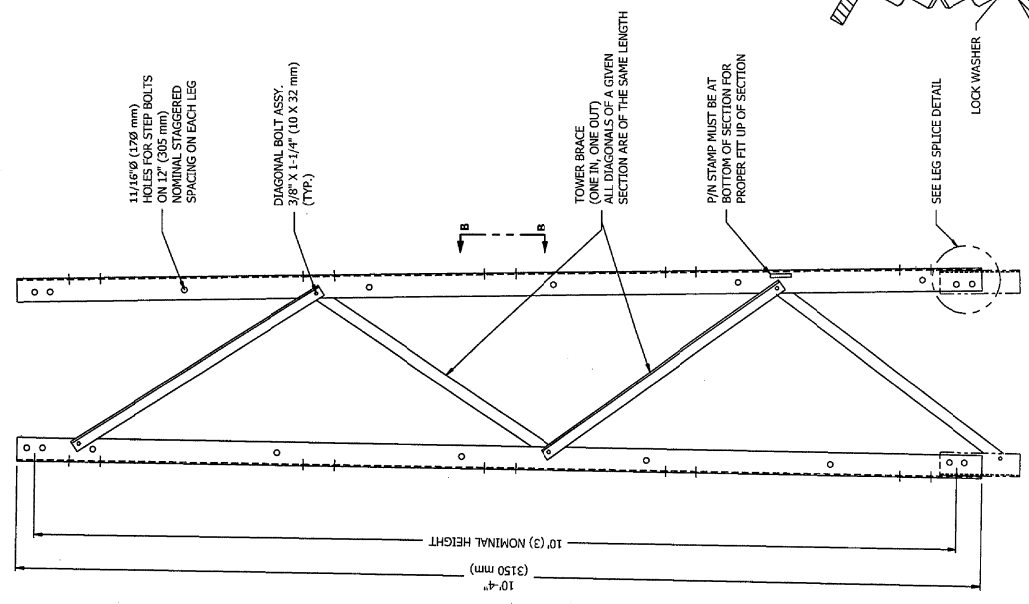 11/16"Ø (17Ø mm)
HOLES FOR STEP BOLTS
ON 12" (305 mm)
NOMINAL STAGGERED
SPACING ON EACH LEG
DIAGONAL BOLT ASSY.
3/8" X 1-1/4" (10 X 32 mm)
(TYP.)
B
B
TOWER BRACE
(ONE IN, ONE OUT)
ALL DIAGONALS OF A GIVEN
SECTION ARE OF THE SAME LENGTH
P/N STAMP MUST BE AT
BOTTOM OF SECTION FOR
PROPER FIT UP OF SECTION
SEE LEG SPLICE DETAIL
LOCK WASHER
10' (3) NOMINAL HEIGHT
10'-4"
(3150 mm)